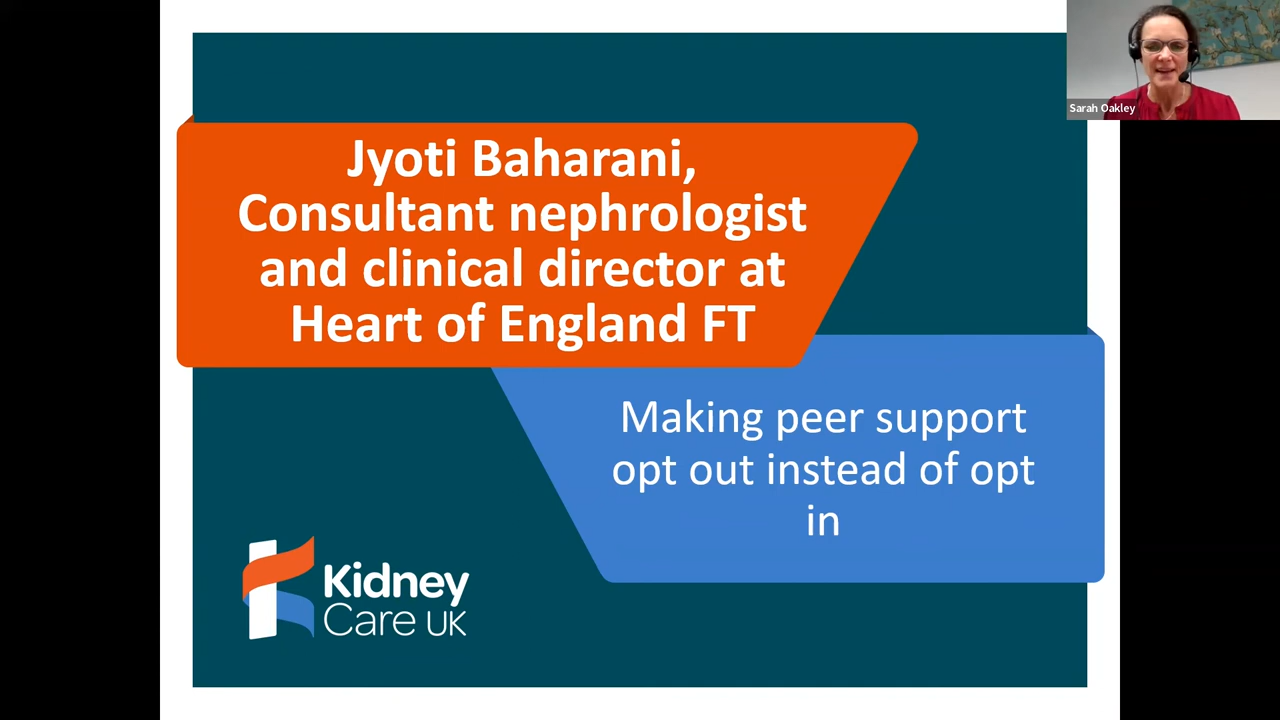 Jyoti Baharani,
Consultant nephrologist
and clinical director at
Heart of England FT
Making peer support
opt out instead of opt
in
Kidney
Care UK
Sarah Oakley